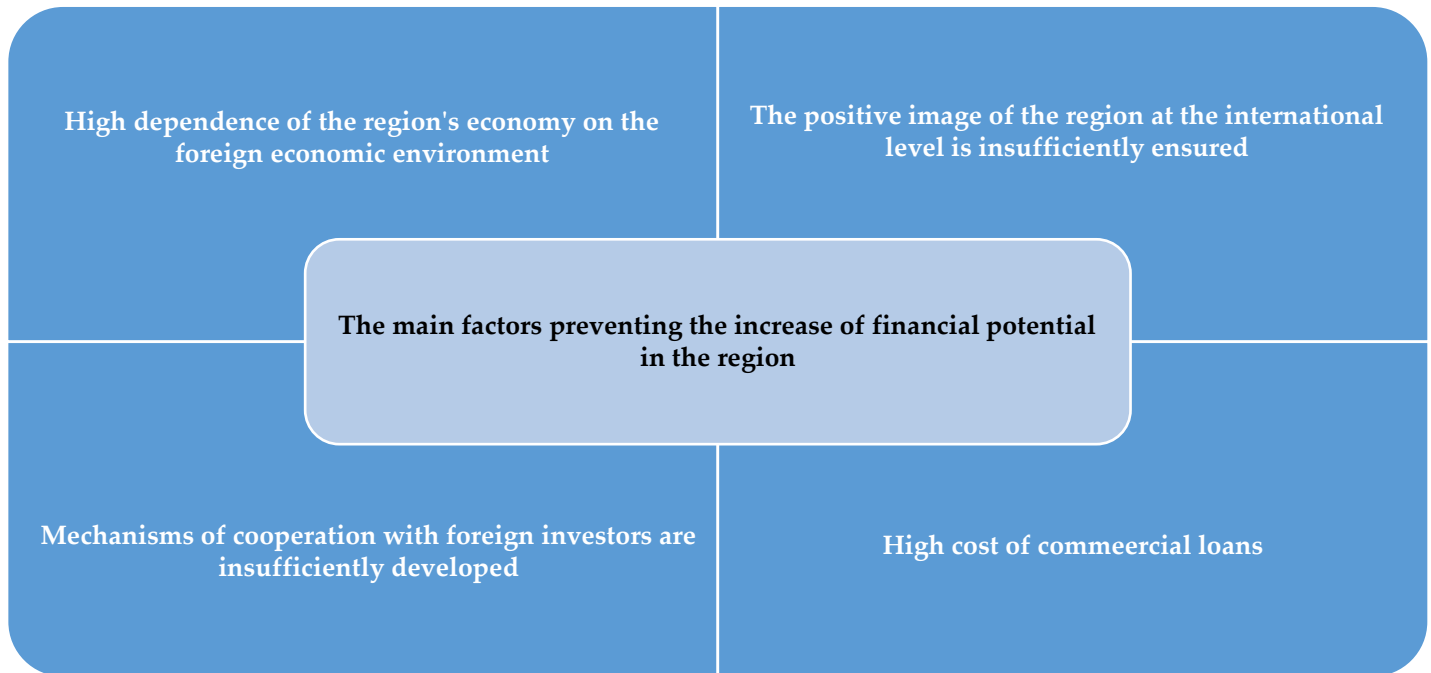 High dependence of the region's economy on the
foreign economic environment
The positive image of the region at the international
level is insufficiently ensured
The main factors preventing the increase of financial potential
in the region
Mechanisms of cooperation with foreign investors are
insufficiently developed
High cost of commeercial loans